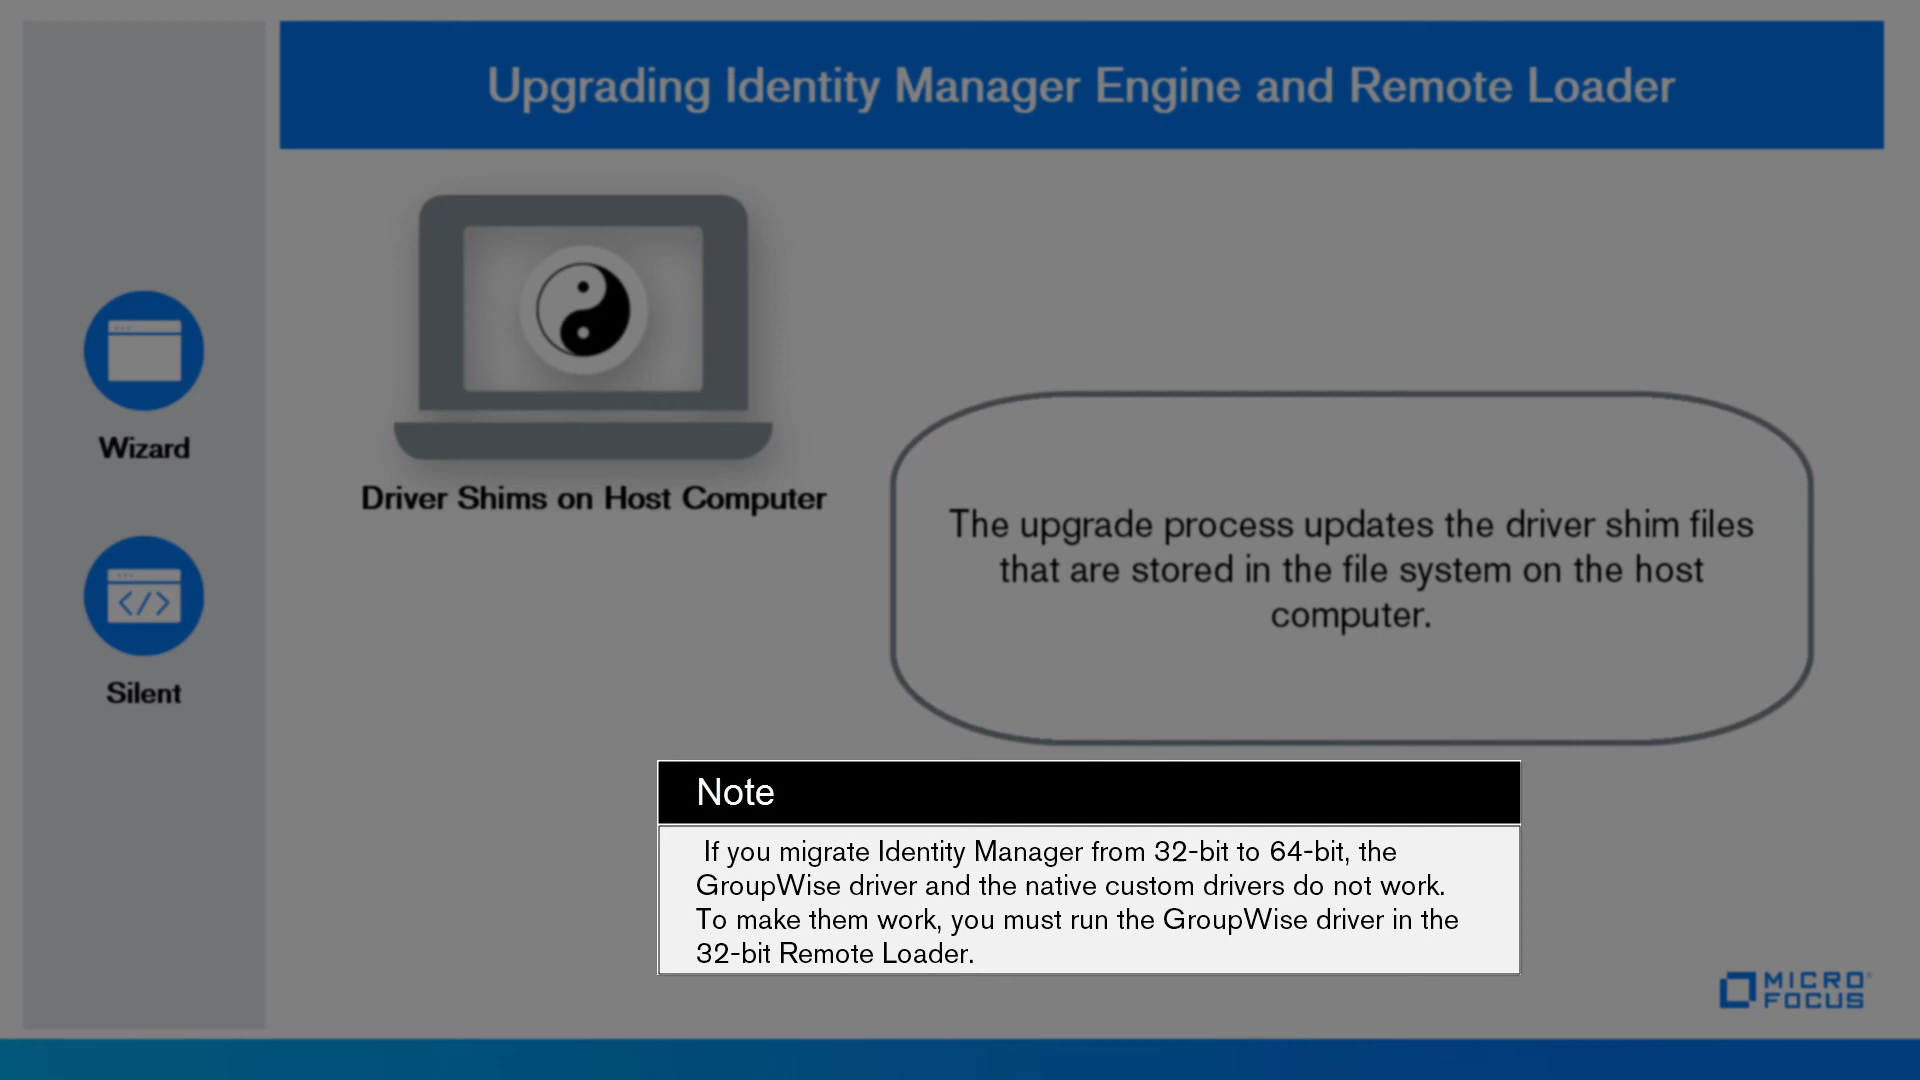 Upgrading Identity Manager Engine and Remote Loader
Wizard
Silent
Driver Shims on Host Computer
The upgrade process updates the driver shim files
that are stored in the file system on the host
computer.
Note
If you migrate Identity Manager from 32-bit to 64-bit, the
GroupWise driver and the native custom drivers do not work.
To make them work, you must run the GroupWise driver in the
32-bit Remote Loader.
MICRO
FOCUS